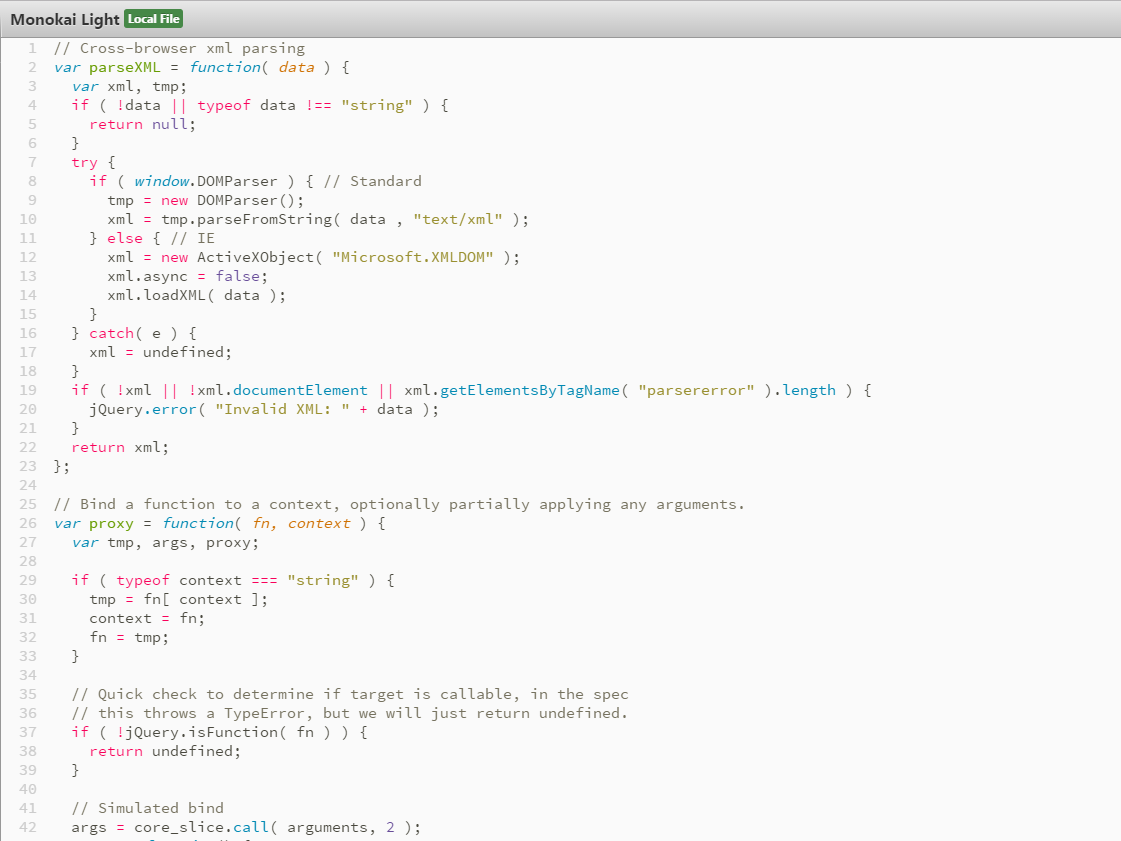 Monokai Light Local File
1 // Cross-browser xml parsing
2 var parseXML = function( data ) {
3   var xml, tmp;
4   if ( !data || typeof data !== "string" ) {
5     return null;
6   }
7   try {
8     if ( window.DOMParser ) { // Standard
9       tmp = new DOMParser();
10       xml = tmp.parseFromString( data , "text/xml" );
11     } else { // IE
12       xml = new ActiveXObject( "Microsoft.XMLDOM" );
13       xml.async = false;
14       xml.loadXML( data );
15     }
16   } catch( e ) {
17     xml = undefined;
18   }
19   if ( !xml || !xml.documentElement || xml.getElementsByTagName( "parsererror" ).length ) {
20     jQuery.error( "Invalid XML: " + data );
21   }
22   return xml;
23 };
24
25 // Bind a function to a context, optionally partially applying any arguments.
26 var proxy = function( fn, context ) {
27   var tmp, args, proxy;
28
29   if ( typeof context === "string" ) {
30     tmp = fn[ context ];
31     context = fn;
32     fn = tmp;
33   }
34
35   // Quick check to determine if target is callable, in the spec
36   // this throws a TypeError, but we will just return undefined.
37   if ( !jQuery.isFunction( fn ) ) {
38     return undefined;
39   }
40
41   // Simulated bind
42   args = core_slice.call( arguments, 2 );